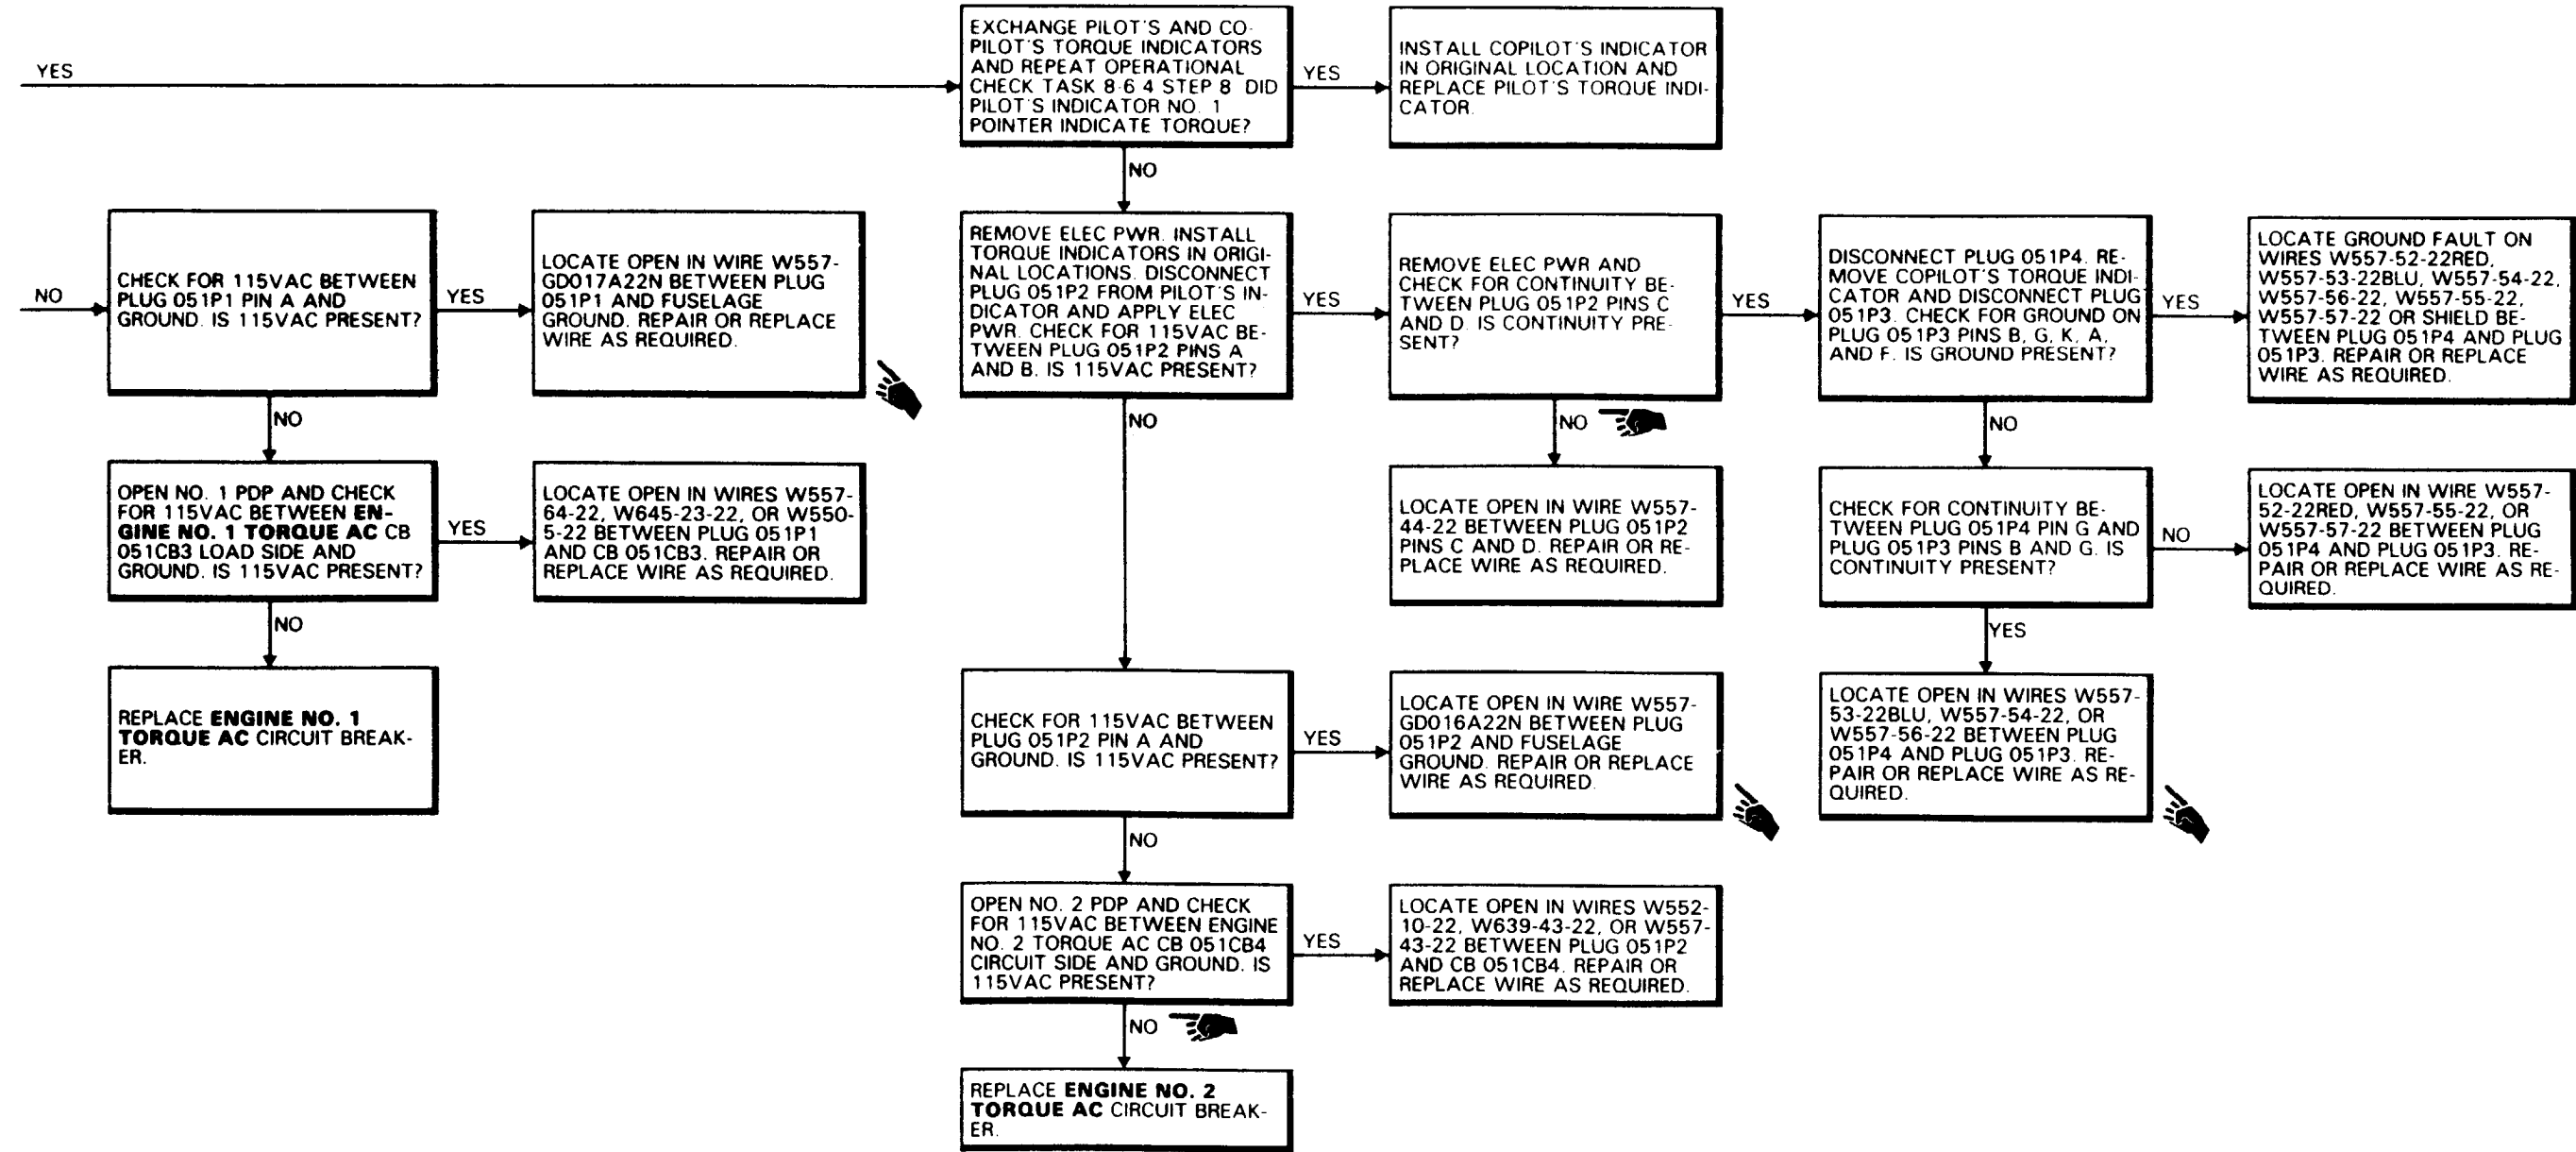 YES
EXCHANGE PILOT'S AND CO-
PILOT'S TORQUE INDICATORS
AND REPEAT OPERATIONAL
CHECK TASK 8-6 4 STEP 8 DID
PILOT'S INDICATOR NO. 1
POINTER INDICATE TORQUE?
YES
INSTALL COPILOT'S INDICATOR
IN ORIGINAL LOCATION AND
REPLACE PILOT'S TORQUE INDI-
CATOR.
NO
NO
CHECK FOR 115VAC BETWEEN
PLUG 051P1 PIN A AND
GROUND. IS 115VAC PRESENT?
YES
LOCATE OPEN IN WIRE W557-
GD017A22N BETWEEN PLUG
051P1 AND FUSELAGE
GROUND. REPAIR OR REPLACE
WIRE AS REQUIRED.
REMOVE ELEC PWR. INSTALL
TORQUE INDICATORS IN ORIGI-
NAL LOCATIONS. DISCONNECT
PLUG 051P2 FROM PILOT'S IN-
DICATOR AND APPLY ELEC
PWR. CHECK FOR 115VAC BE-
TWEEN PLUG 051P2 PINS A
AND B. IS 115VAC PRESENT?
YES
REMOVE ELEC PWR AND
CHECK FOR CONTINUITY BE-
TWEEN PLUG 051P2 PINS C
AND D. IS CONTINUITY PRE-
SENT?
YES
DISCONNECT PLUG 051P4. RE-
MOVE COPILOT'S TORQUE INDI-
CATOR AND DISCONNECT PLUG
051P3. CHECK FOR GROUND ON
PLUG 051P3 PINS B, G, K, A,
AND F. IS GROUND PRESENT?
YES
LOCATE GROUND FAULT ON
WIRES W557-52-22RED,
W557-53-22BLU, W557-54-22,
W557-56-22, W557-55-22,
W557-57-22 OR SHIELD BE-
TWEEN PLUG 051P4 AND PLUG
051P3. REPAIR OR REPLACE
WIRE AS REQUIRED.
NO
NO
NO
NO
OPEN NO. 1 PDP AND CHECK
FOR 115VAC BETWEEN EN-
GINE NO. 1 TORQUE AC CB
051CB3 LOAD SIDE AND
GROUND. IS 115VAC PRESENT?
YES
LOCATE OPEN IN WIRES W557-
64-22, W645-23-22, OR W550-
5-22 BETWEEN PLUG 051P1
AND CB 051CB3. REPAIR OR
REPLACE WIRE AS REQUIRED.
LOCATE OPEN IN WIRE W557-
44-22 BETWEEN PLUG 051P2
PINS C AND D. REPAIR OR RE-
PLACE WIRE AS REQUIRED.
CHECK FOR CONTINUITY BE-
TWEEN PLUG 051P4 PIN G AND
PLUG 051P3 PINS B AND G. IS
CONTINUITY PRESENT?
NO
LOCATE OPEN IN WIRE W557-
52-22RED, W557-55-22, OR
W557-57-22 BETWEEN PLUG
051P4 AND PLUG 051P3. RE-
PAIR OR REPLACE WIRE AS RE-
QUIRED.
NO
YES
REPLACE ENGINE NO. 1
TORQUE AC CIRCUIT BREAK-
ER.
CHECK FOR 115VAC BETWEEN
PLUG 051P2 PIN A AND
GROUND. IS 115VAC PRESENT?
YES
LOCATE OPEN IN WIRE W557-
GD016A22N BETWEEN PLUG
051P2 AND FUSELAGE
GROUND. REPAIR OR REPLACE
WIRE AS REQUIRED.
LOCATE OPEN IN WIRES W557-
53-22BLU, W557-54-22, OR
W557-56-22 BETWEEN PLUG
051P4 AND PLUG 051P3. RE-
PAIR OR REPLACE WIRE AS RE-
QUIRED.
NO
OPEN NO. 2 PDP AND CHECK
FOR 115VAC BETWEEN ENGINE
NO. 2 TORQUE AC CB 051CB4
CIRCUIT SIDE AND GROUND. IS
115VAC PRESENT?
YES
LOCATE OPEN IN WIRES W552-
10-22, W639-43-22, OR W557-
43-22 BETWEEN PLUG 051P2
AND CB 051CB4. REPAIR OR
REPLACE WIRE AS REQUIRED.
NO
REPLACE ENGINE NO. 2
TORQUE AC CIRCUIT BREAK-
ER.